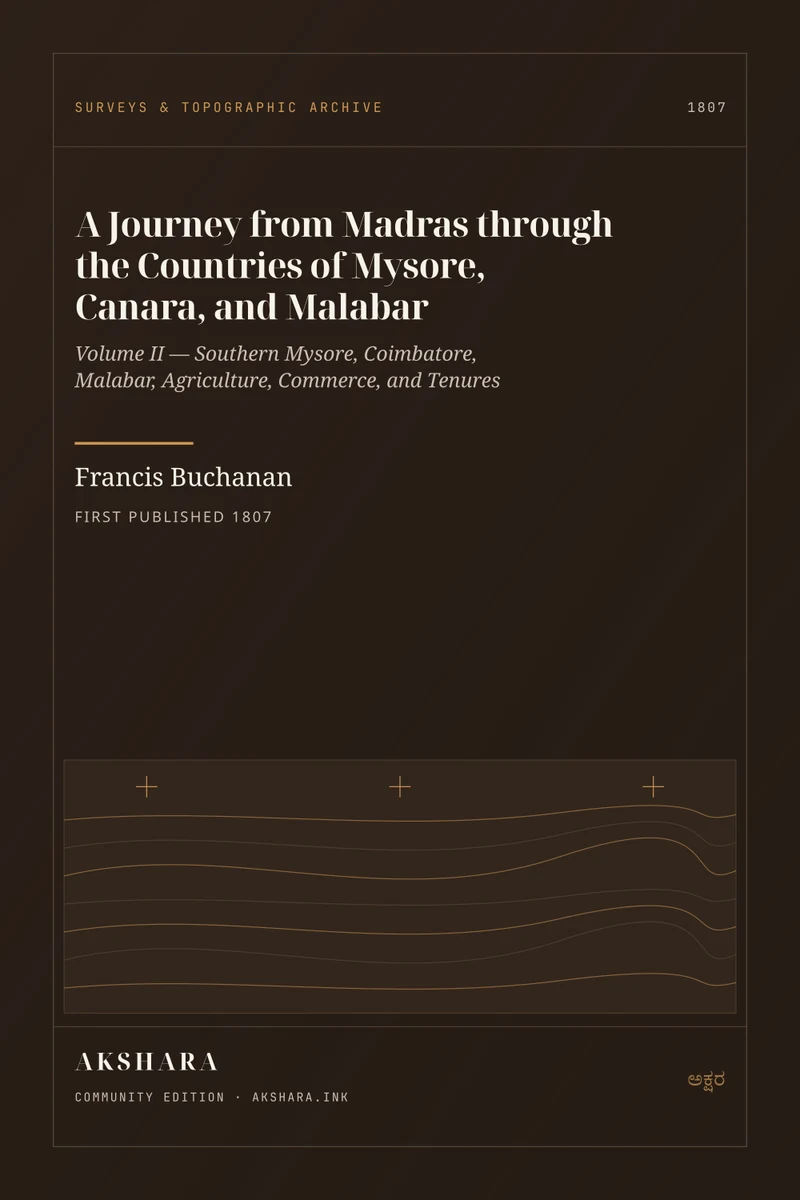 SURVEYS & TOPOGRAPHIC ARCHIVE 1807
A Journey from Madras through
the Countries of Mysore,
Canara, and Malabar
Volume II — Southern Mysore, Coimbatore,
Malabar, Agriculture, Commerce, and Tenures
Francis Buchanan
FIRST PUBLISHED 1807
AKSHARA
COMMUNITY EDITION · AKSHARA.INK
ಅಕ್ಷರ